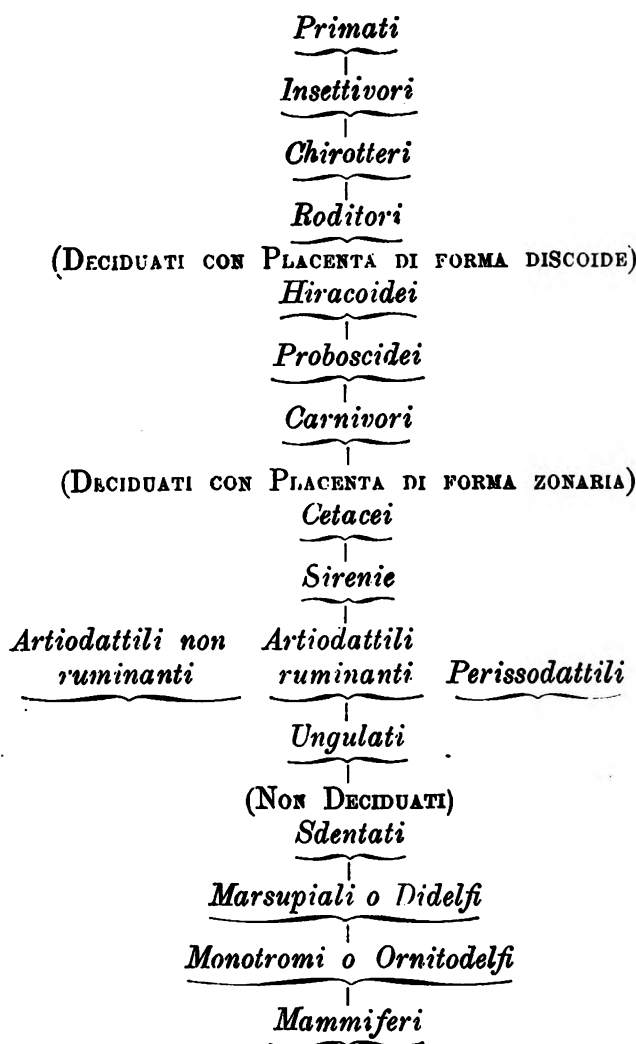 Primati
Insettivori
Chirotteri
Roditori
(Deciduati con Placenta di forma discoide)
Hiracoidei
Proboscidei
Carnivori
(Deciduati con Placenta di forma zonaria)
Cetacei
Sirenie
Artiodattili non ruminanti
Artiodattili ruminanti
Perissodattili
Ungulati
(Non Deciduati)
Sdentati
Marsupiali o Didelfi
Monotromi o Ornitodelfi
Mammiferi